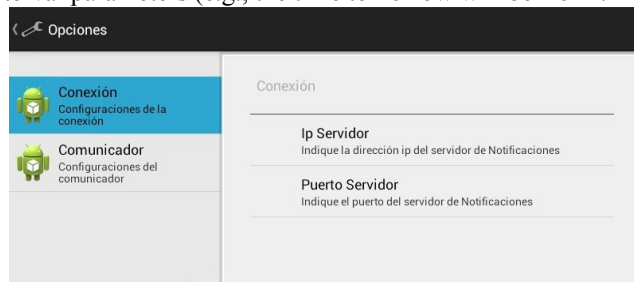 Opciones
Conexión
Configuraciones de la
conexión
Comunicador
Configuraciones del
comunicador
Conexión
Ip Servidor
Indique la dirección ip del servidor de Notificaciones
Puerto Servidor
Indique el puerto del servidor de Notificaciones